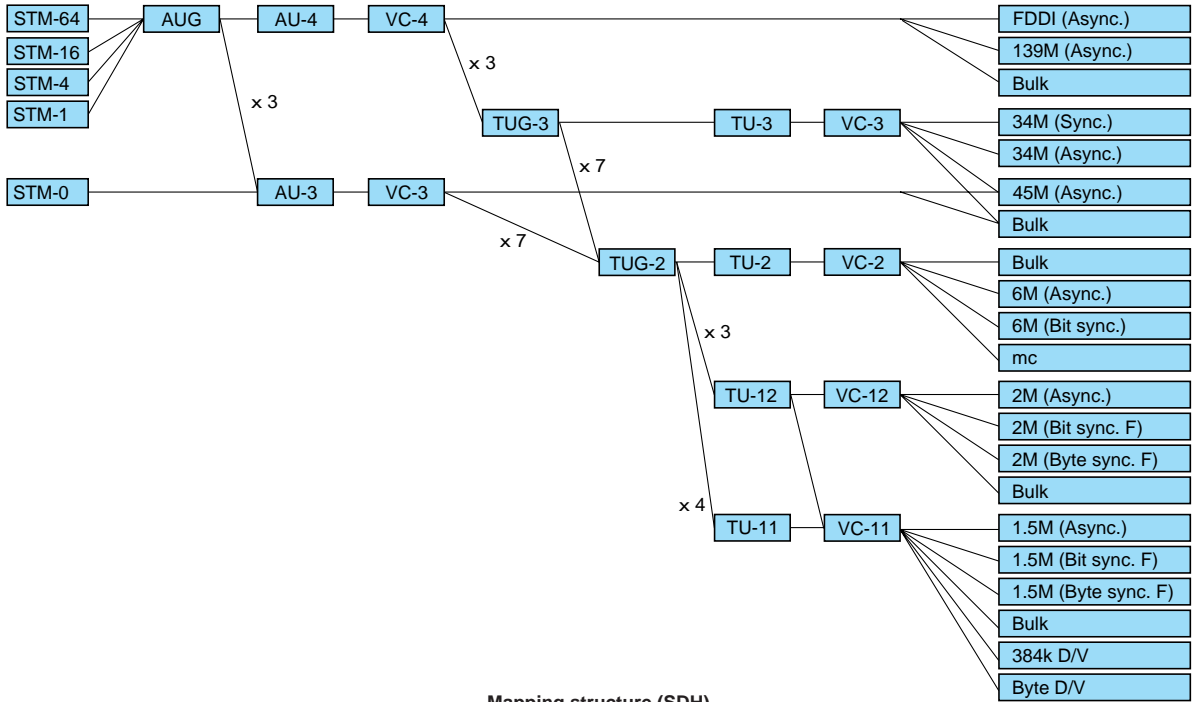 STM-64 AUG AU-4 VC-4 FDDI (Async.)
STM-16 139M (Async.)
x 3
STM-4 Bulk
x 3
STM-1 TUG-3 TU-3 VC-3 34M (Sync.)
34M (Async.)
x 7
STM-0 AU-3 VC-3 45M (Async.)
Bulk
x 7
TUG-2 TU-2 VC-2 Bulk
6M (Async.)
x 3 6M (Bit sync.)
mc
TU-12 VC-12 2M (Async.)
2M (Bit sync. F)
2M (Byte sync. F)
Bulk
x 4
TU-11 VC-11 1.5M (Async.)
1.5M (Bit sync. F)
1.5M (Byte sync. F)
Bulk
384k D/V
Byte D/V
Mapping structure (SDH)